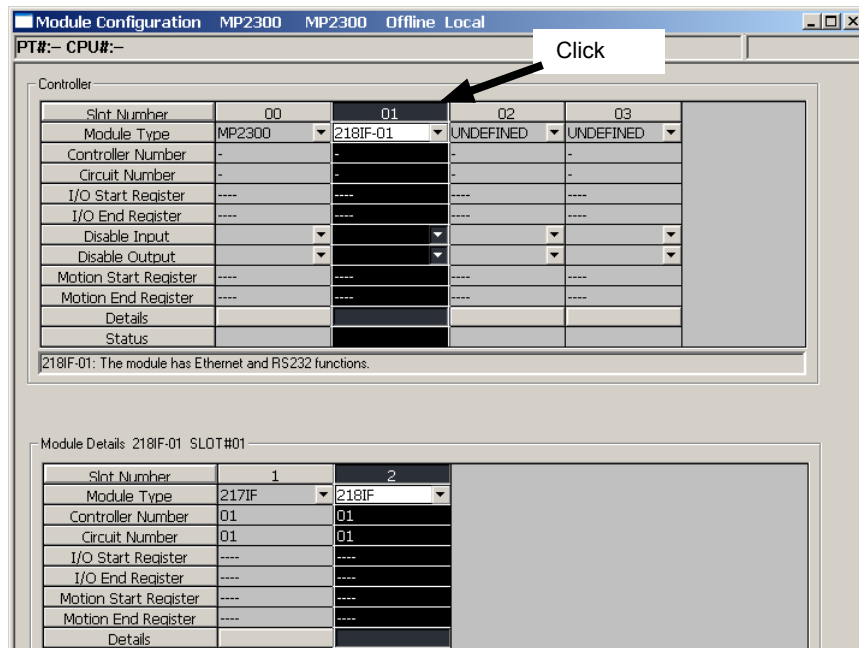 Module Configuration MP2300 MP2300 Offline Local
PT#:– CPU#:–
Click
Controller
Slot Number 00 01 02 03
Module Type MP2300 218IF-01 UNDEFINED UNDEFINED
Controller Number - - - -
Circuit Number - - - -
I/O Start Register ---- ---- ---- ----
I/O End Register ---- ---- ---- ----
Disable Input
Disable Output
Motion Start Register ---- ---- ---- ----
Motion End Register ---- ---- ---- ----
Details
Status
218IF-01: The module has Ethernet and RS232 functions.
Module Details 218IF-01 SLOT#01
Slot Number 1 2
Module Type 217IF 218IF
Controller Number 01 01
Circuit Number 01 01
I/O Start Register ---- ----
I/O End Register ---- ----
Motion Start Register ---- ----
Motion End Register ---- ----
Details